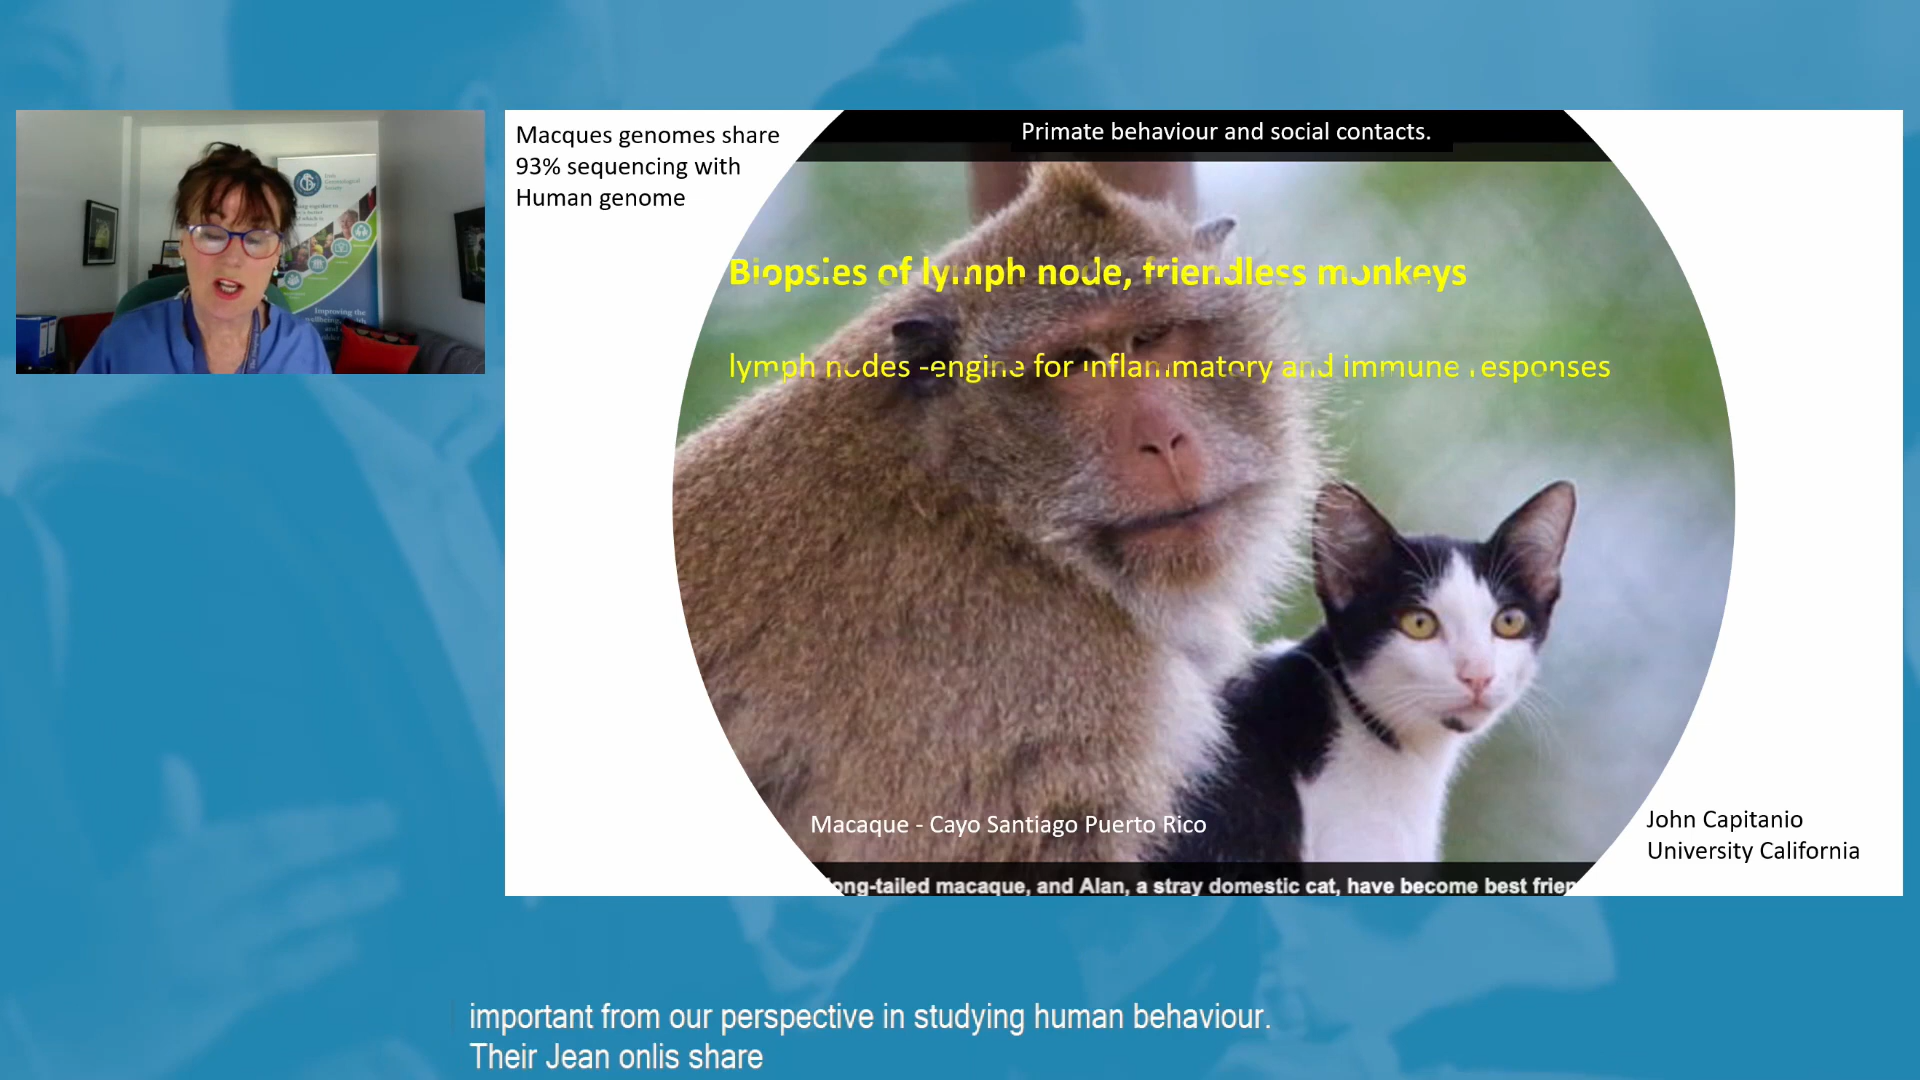 Macques genomes share
93% sequencing with
Human genome
Primate behaviour and social contacts.
Biopsies of lymph node, friendless monkeys
lymph nodes -engine for inflammatory and immune responses
Macaque - Cayo Santiago Puerto Rico
long-tailed macaque, and Alan, a stray domestic cat, have become best
John Capitanio
University California
Improving the
important from our perspective in studying human behaviour.
Their Jean onlis share